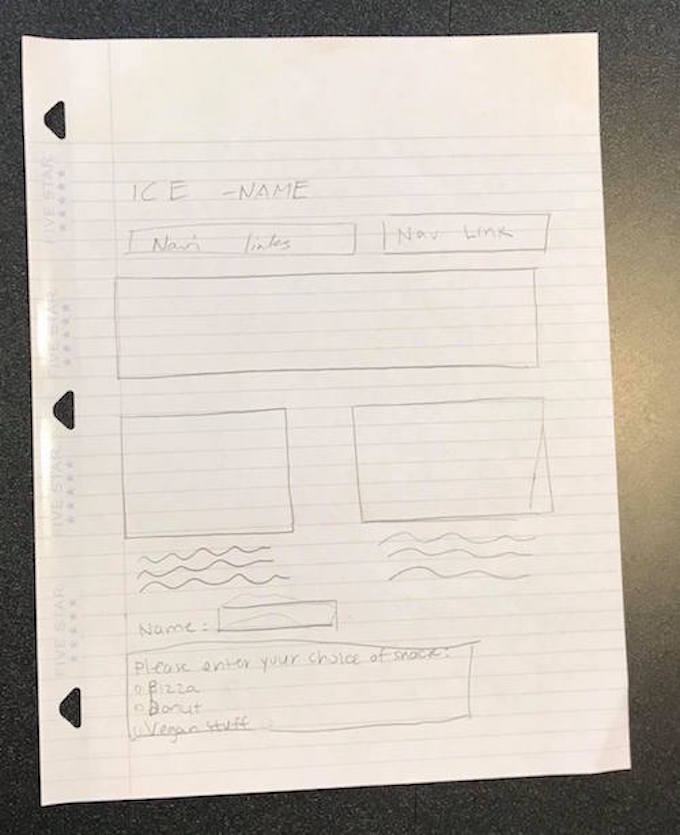 ICE -NAME
Navi links
Nav Link
Name:
Please enter your choice of snack:
Pizza
Donut
Vegan Stuff
FIVE STAR
FIVE STAR
FIVE STAR
FIVE STAR